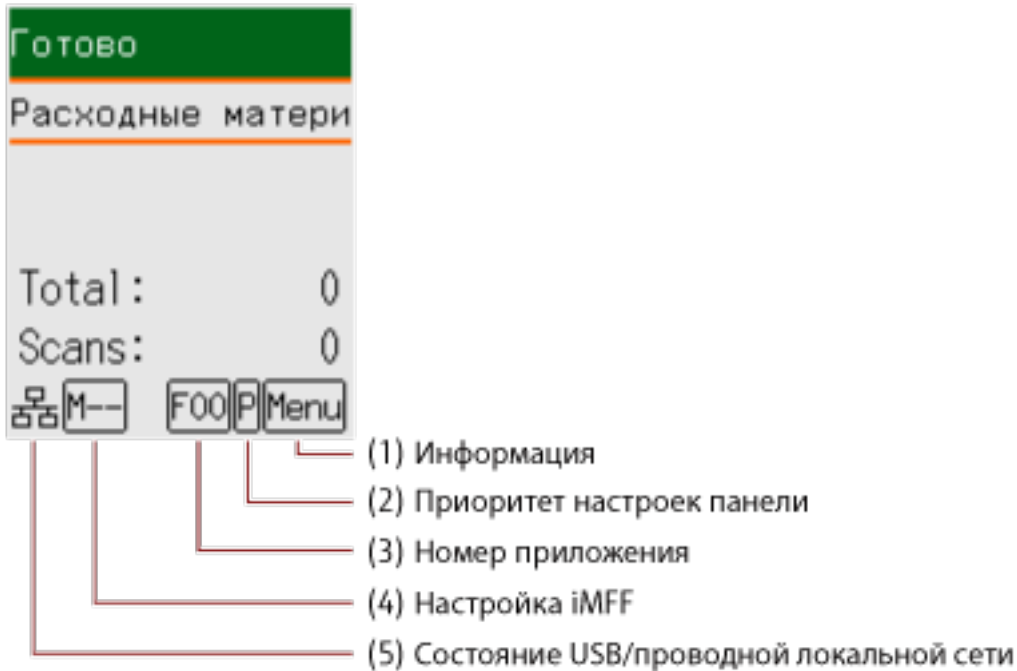 Готово
Расходные матери
Total: 0
Scans: 0
M-- F00 P Menu
(1) Информация
(2) Приоритет настроек панели
(3) Номер приложения
(4) Настройка iMFF
(5) Состояние USB/проводной локальной сети